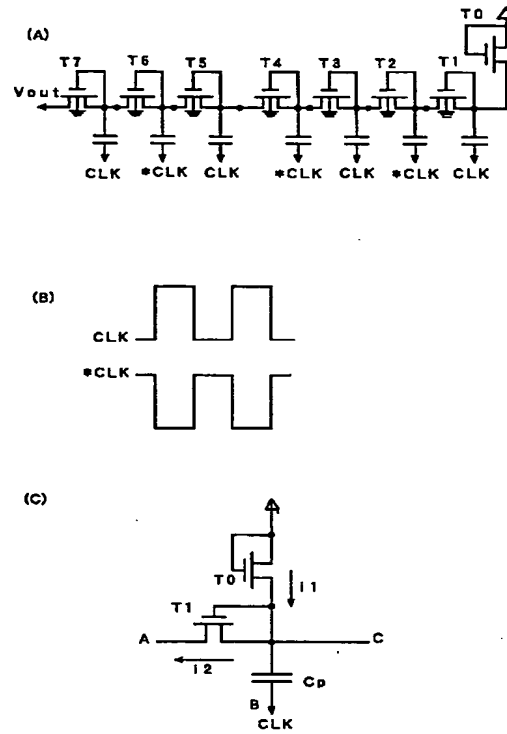 (A)
T0
T7 T6 T5 T4 T3 T2 T1
Vout
CLK *CLK CLK *CLK CLK *CLK CLK
(B)
CLK
*CLK
(C)
T0
i1
T1
A
C
i2
Cp
B
CLK